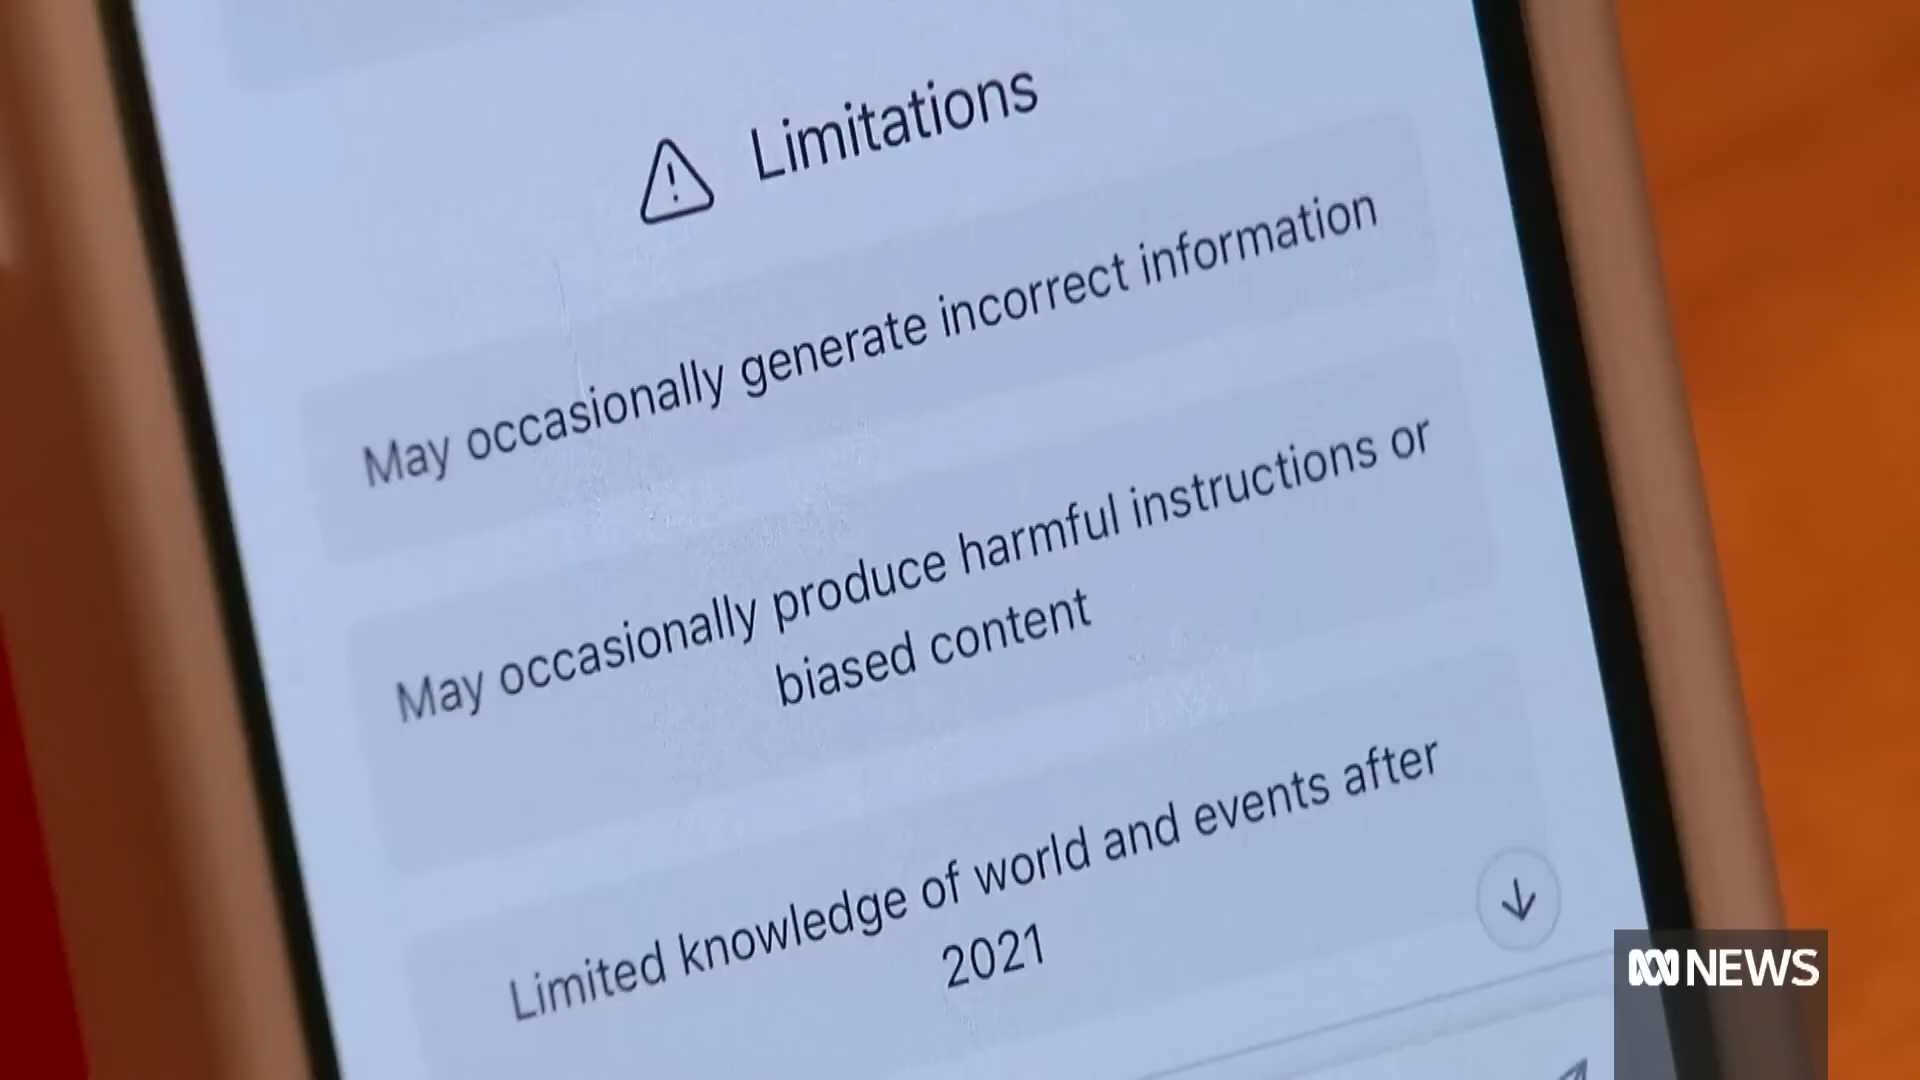 Limitations
May occasionally generate incorrect information
May occasionally produce harmful instructions or
biased content
Limited knowledge of world and events after
2021
NEWS